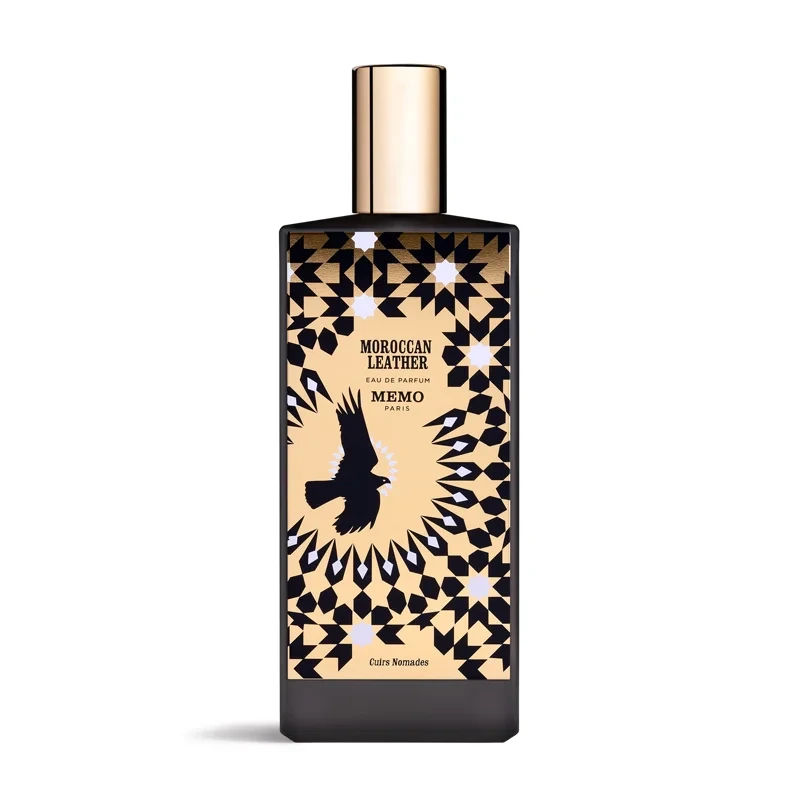 MOROCCAN
LEATHER
EAU DE PARFUM
MEMO
PARIS
Cuirs Nomades